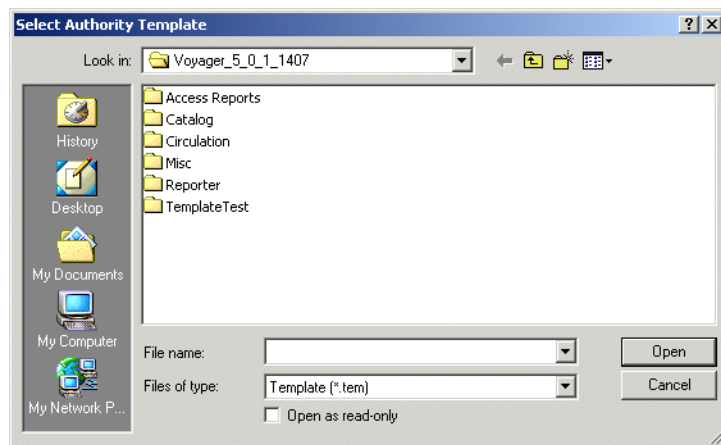 Select Authority Template
Look in: Voyager_5_0_1_1407
Access Reports
Catalog
Circulation
Misc
Reporter
TemplateTest
History
Desktop
My Documents
My Computer
My Network P...
File name:
Open
Files of type: Template (*.tem)
Cancel
Open as read-only